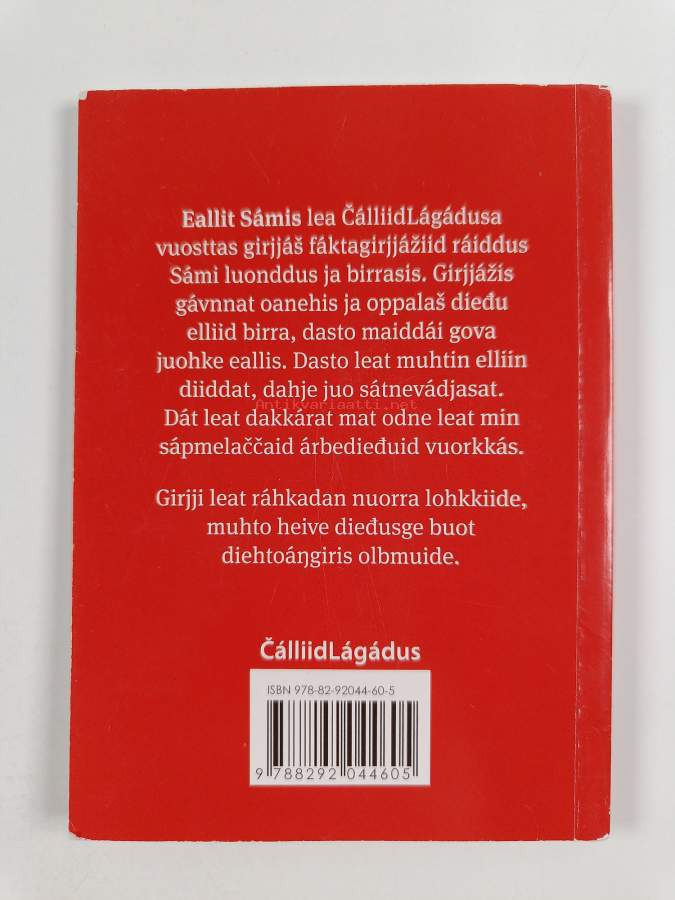 Eallit Sámis lea ČálliidLágádusa
vuosttas girjjáš fáktagirjjážiid ráiddus
Sámi luonddus ja birrasis. Girjjážis
gávnnat oanehis ja oppalaš dieđu
elliid birra, dasto maiddái gova
juohke eallis. Dasto leat muhtin elliin
diiddat, dahje juo sátnevádjasat.
Antikvariaatti.net
Dát leat dakkárat mat odne leat min
sápmelaččaid árbedieđuid vuorkkás.
Girjji leat ráhkadan nuorra lohkkiide,
muhto heive dieđusge buot
diehtoáŋgiris olbmuide.
ČálliidLágádus
ISBN 978-82-92044-60-5
9 788292 044605